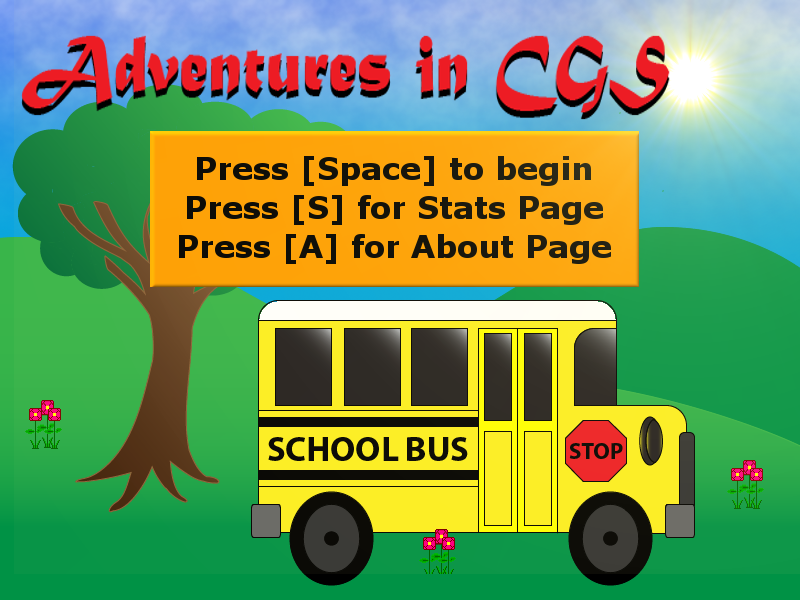 Adventures in CGS
Press [Space] to begin
Press [S] for Stats Page
Press [A] for About Page
SCHOOL BUS
STOP